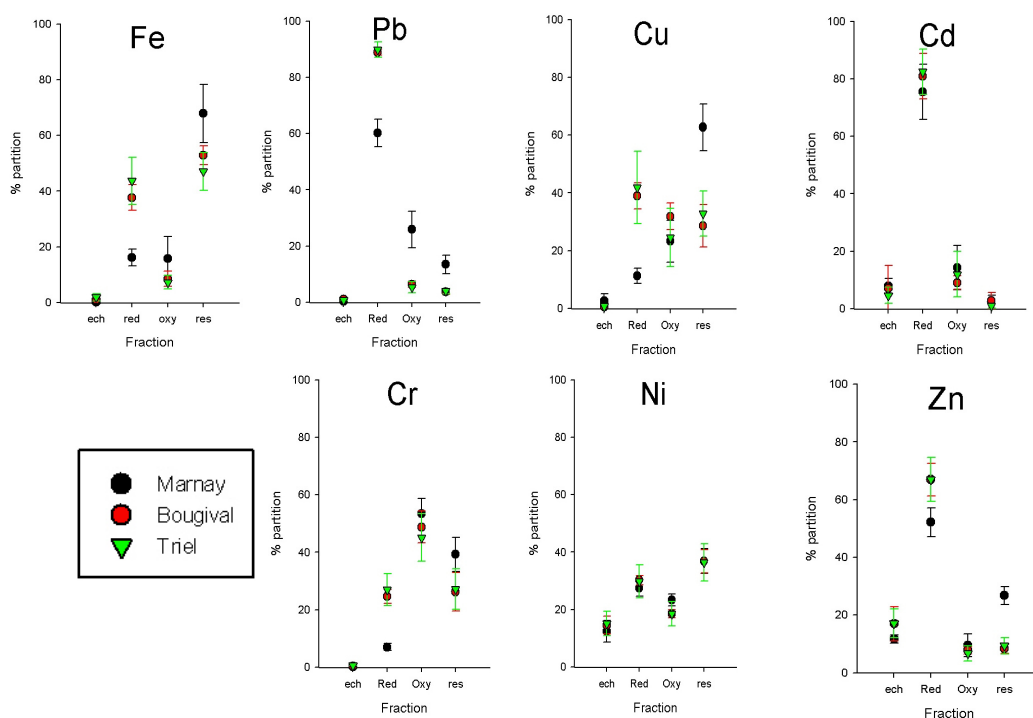 Fe
100
80
60
40
20
0
% partition
ech red oxy res
Fraction
Pb
100
80
60
40
20
0
% partition
ech Red Oxy res
Fraction
Cu
100
80
60
40
20
0
% partition
ech Red Oxy res
Fraction
Cd
100
80
60
40
20
0
% partition
ech Red Oxy res
Fraction
Marnay
Bougival
Triel
Cr
100
80
60
40
20
0
% partition
ech Red Oxy res
Fraction
Ni
100
80
60
40
20
0
% partition
ech Red Oxy res
Fraction
Zn
100
80
60
40
20
0
% partition
ech Red Oxy res
Fraction